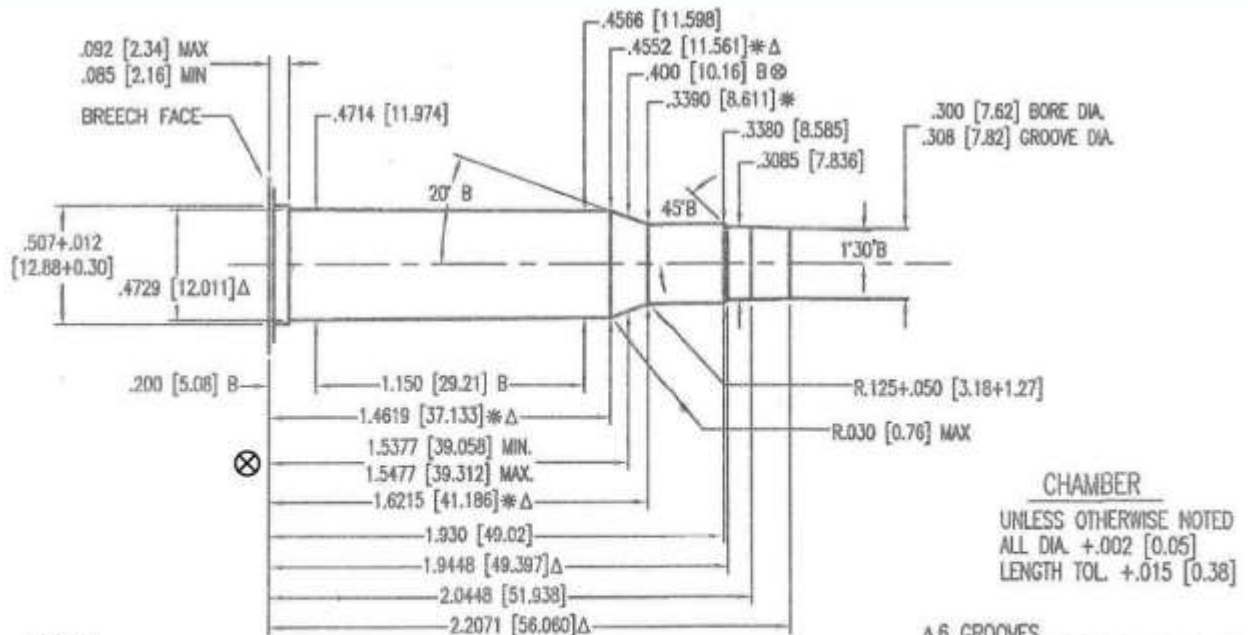 .4566 [11.598]
.4552 [11.561]*Δ
.400 [10.16] B⊗
.3390 [8.611]*
.3380 [8.585]
.3085 [7.836]
.092 [2.34] MAX
.085 [2.16] MIN
BREECH FACE
.4714 [11.974]
.300 [7.62] BORE DIA.
.308 [7.82] GROOVE DIA.
20° B
45°B
1°30'B
.507+.012
[12.88+0.30]
.4729 [12.011]Δ
.200 [5.08] B
1.150 [29.21] B
R.125+.050 [3.18+1.27]
1.4619 [37.133]*Δ
R.030 [0.76] MAX
1.5377 [39.058] MIN.
⊗
1.5477 [39.312] MAX.
1.6215 [41.186]*Δ
1.930 [49.02]
1.9448 [49.397]Δ
2.0448 [51.938]
2.2071 [56.060]Δ
CHAMBER
UNLESS OTHERWISE NOTED
ALL DIA. +.002 [0.05]
LENGTH TOL. +.015 [0.38]
6 GROOVES